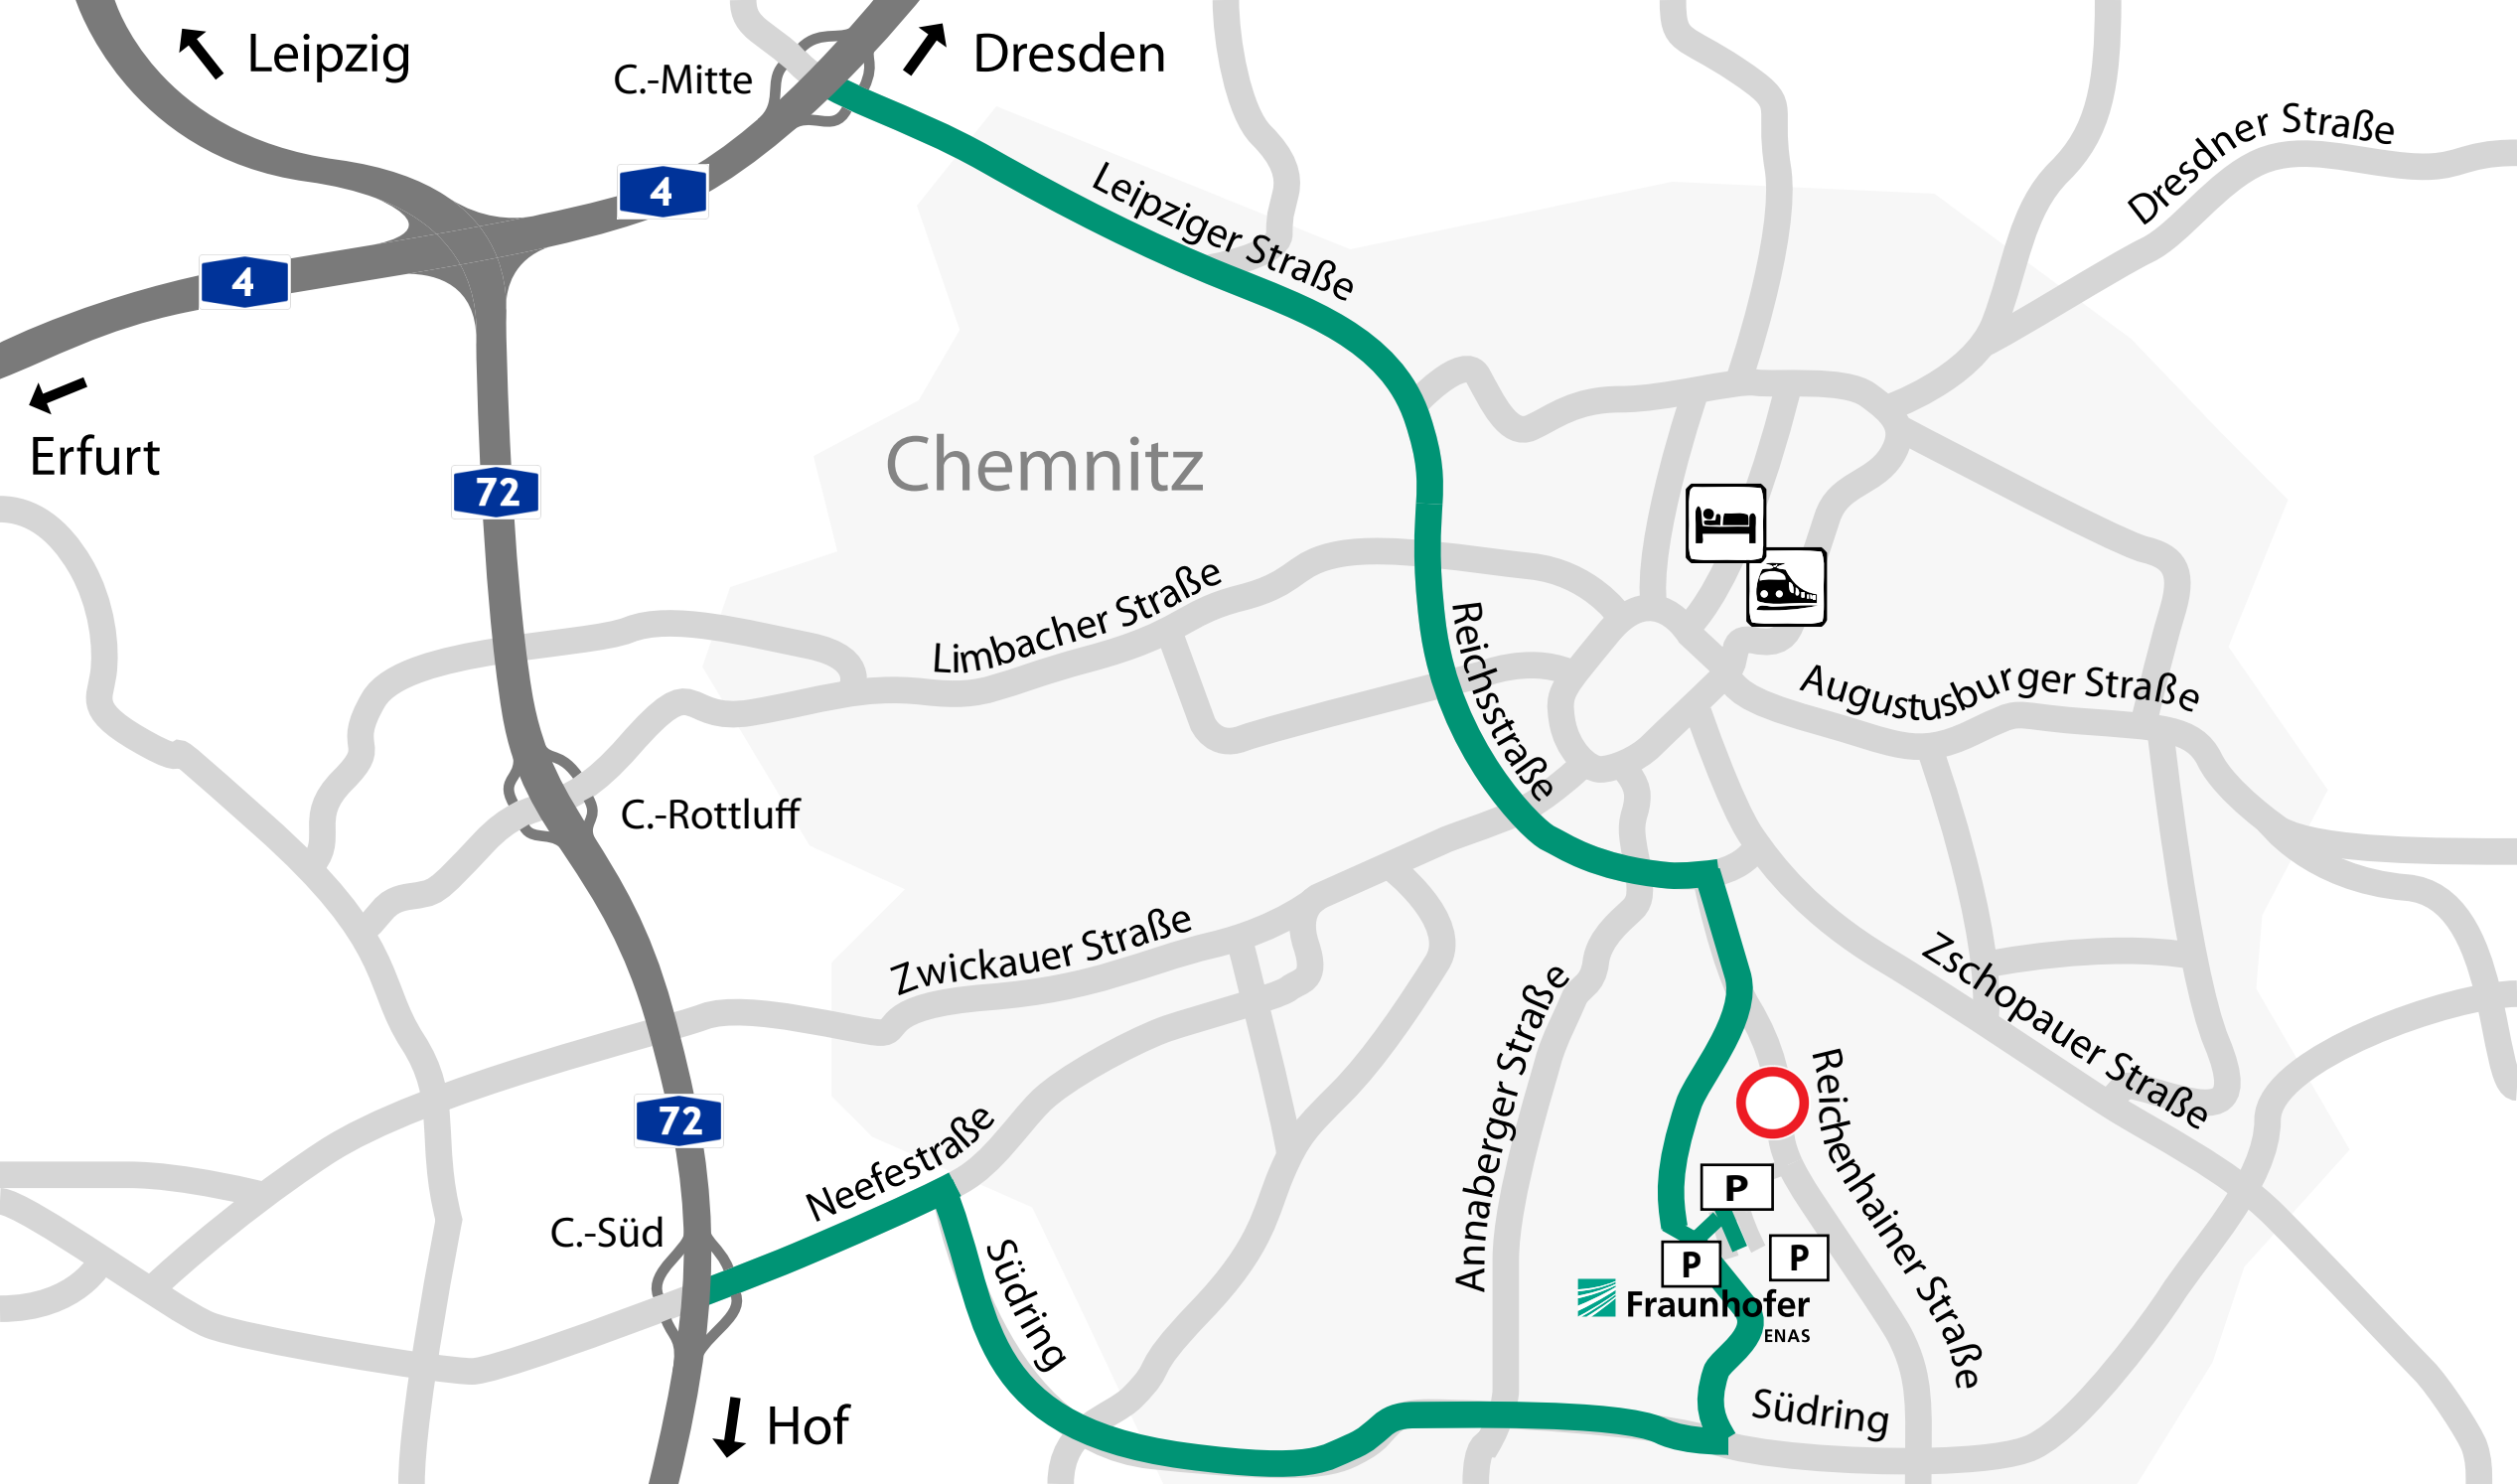 Leipzig
Dresden
C.-Mitte
4
4
Erfurt
Leipziger Straße
Dresdner Straße
Chemnitz
72
Limbacher Straße
Reichsstraße
Augustusburger Straße
C.-Rottluff
Zwickauer Straße
Zschopauer Straße
Annaberger Straße
Reichenhainer Straße
72
Neefestraße
C.-Süd
Südring
P
P
P
Fraunhofer
ENAS
Südring
Hof